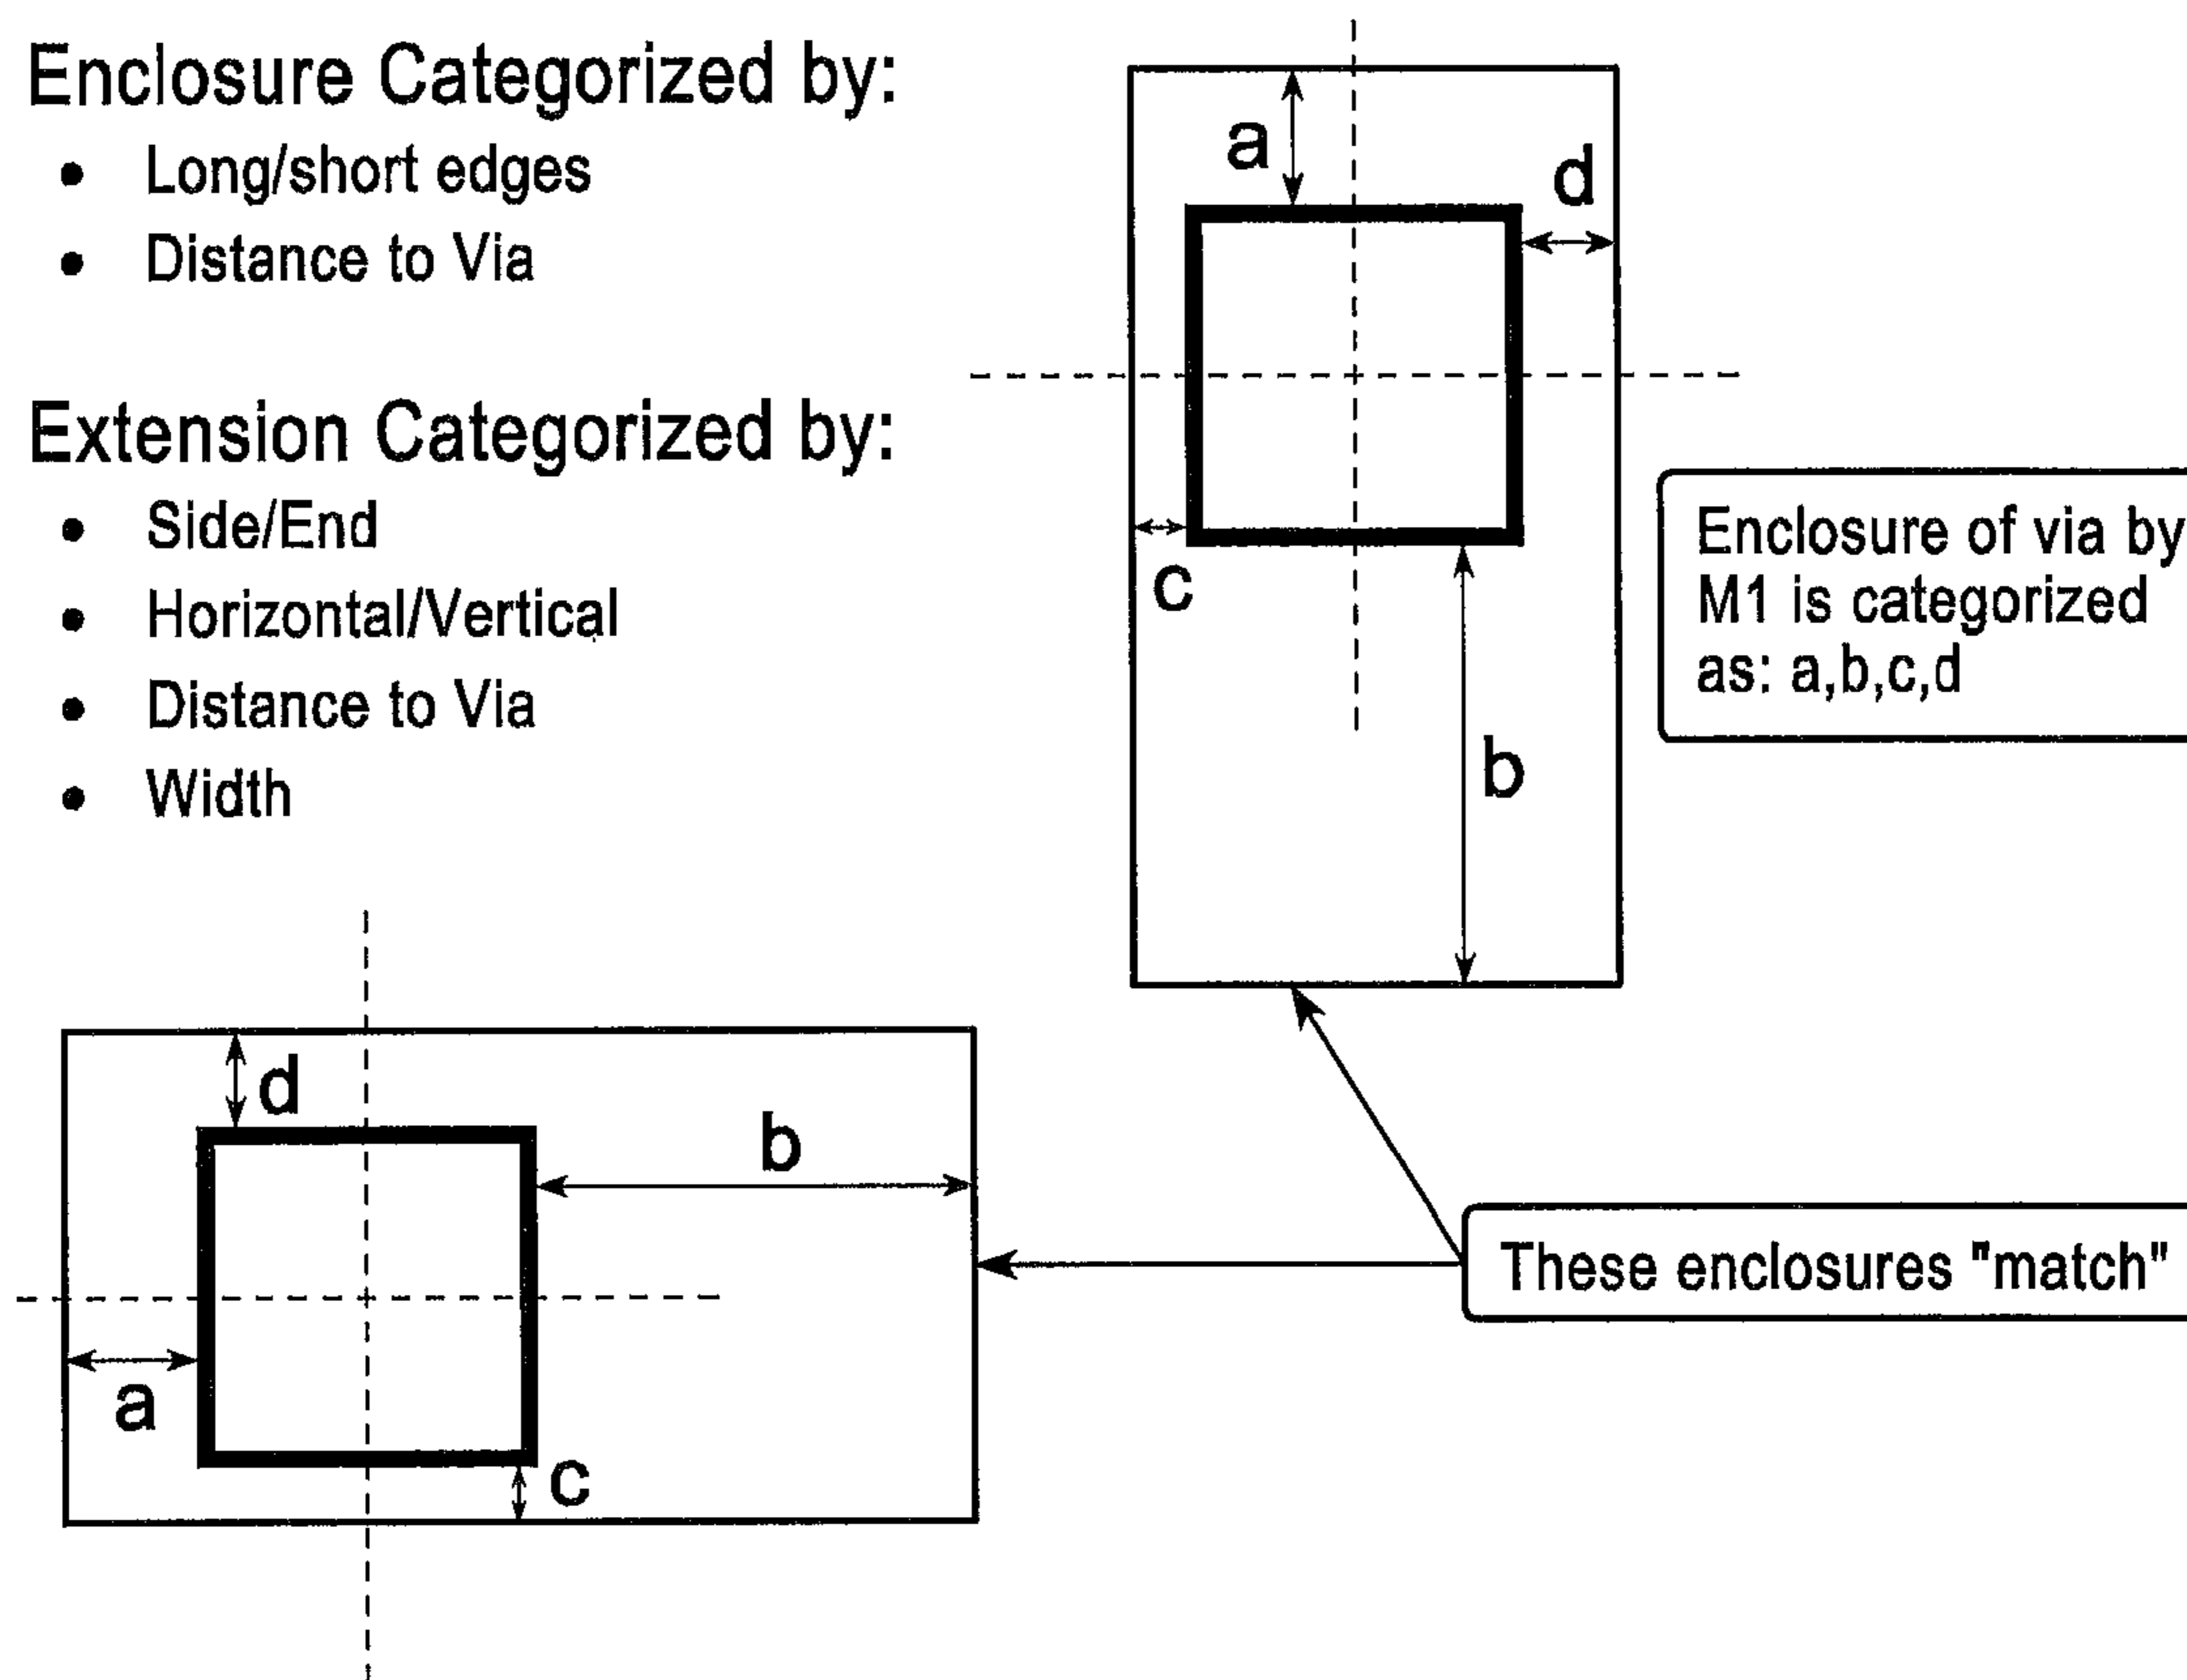 Enclosure Categorized by:
• Long/short edges
• Distance to Via
Extension Categorized by:
• Side/End
• Horizontal/Vertical
• Distance to Via
• Width
a
d
c
b
Enclosure of via by
M1 is categorized
as: a,b,c,d
d
b
a
c
These enclosures "match"